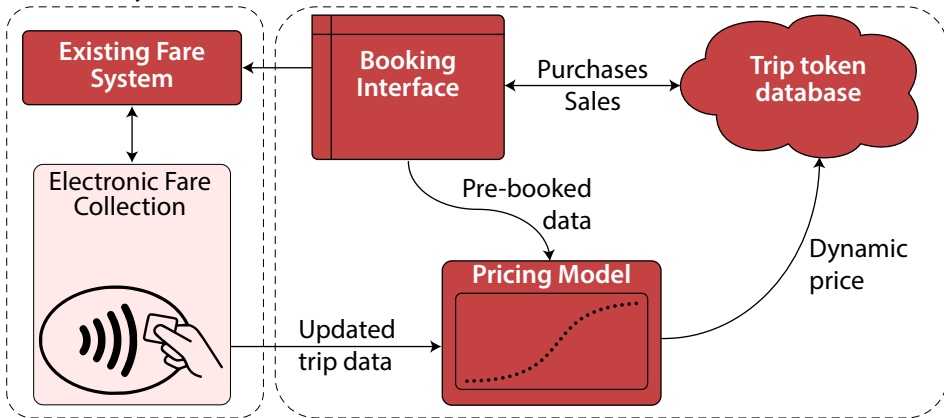 Existing Fare
System
Electronic Fare
Collection
Booking
Interface
Purchases
Sales
Trip token
database
Pre-booked
data
Pricing Model
Dynamic
price
Updated
trip data